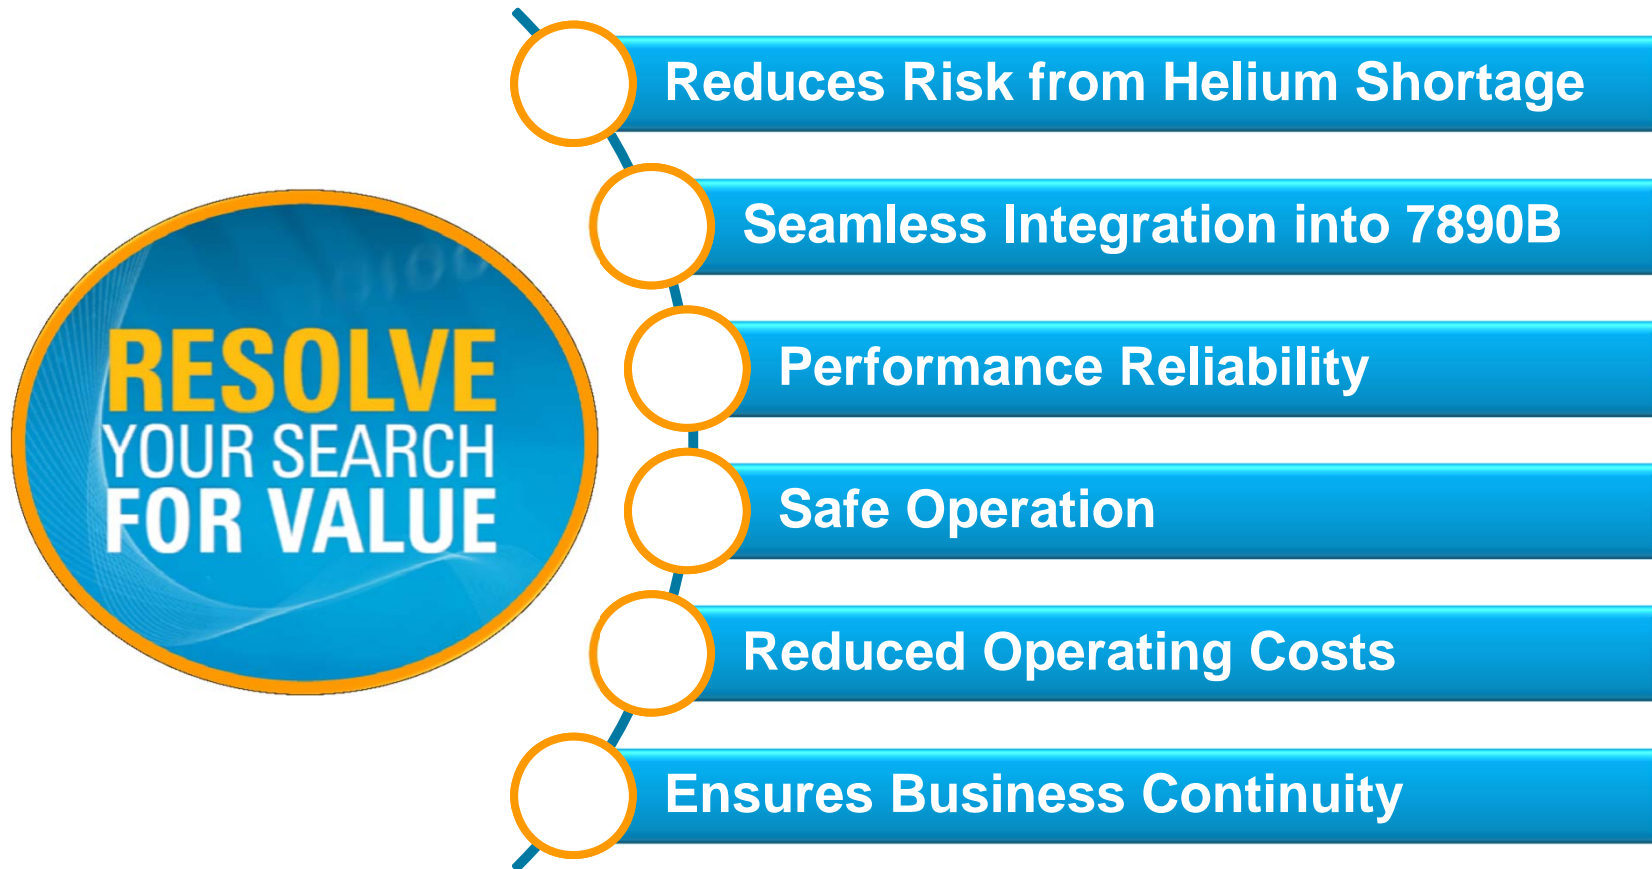 RESOLVE
YOUR SEARCH
FOR VALUE
Reduces Risk from Helium Shortage
Seamless Integration into 7890B
Performance Reliability
Safe Operation
Reduced Operating Costs
Ensures Business Continuity